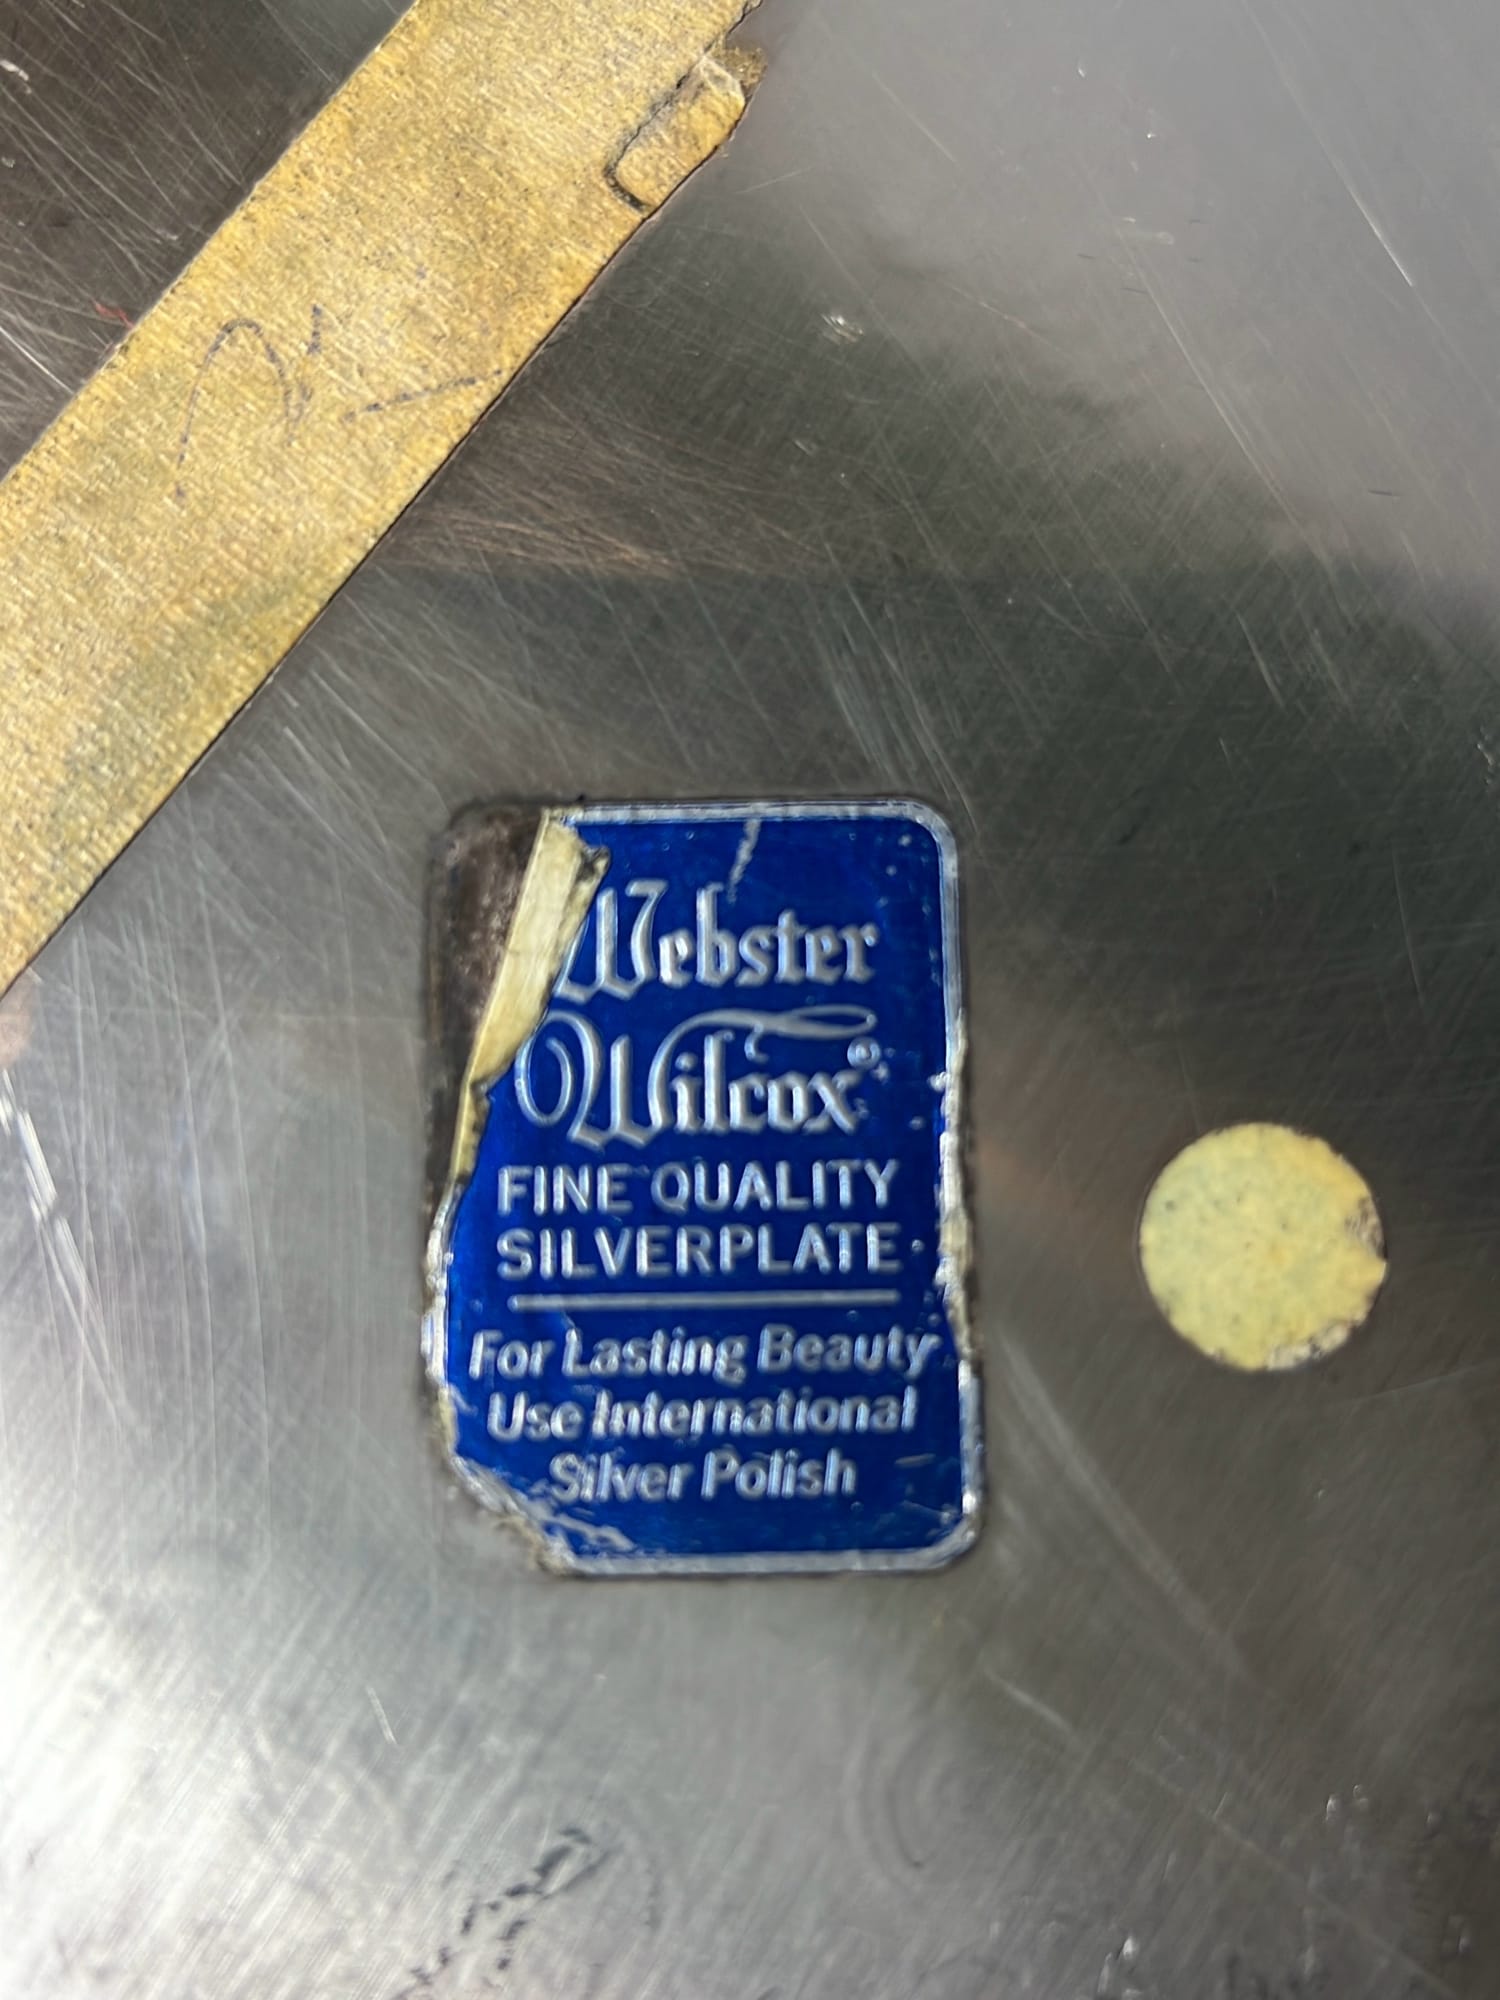 Webster
Wilcox®
FINE QUALITY
SILVERPLATE
For Lasting Beauty
Use International
Silver Polish